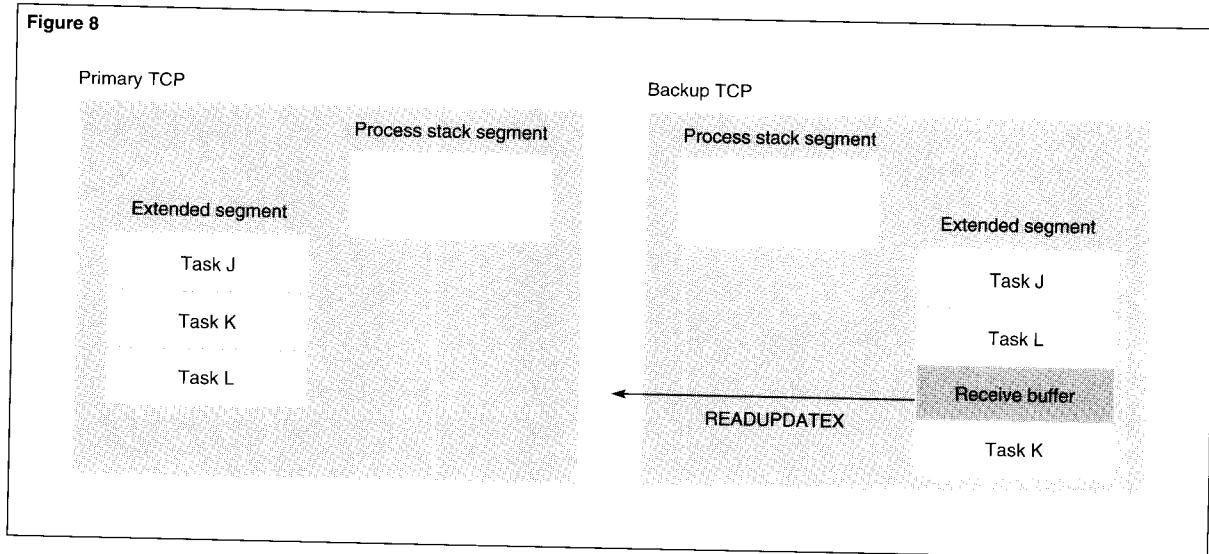 Figure 8
Primary TCP
Process stack segment
Extended segment
Task J
Task K
Task L
Backup TCP
Process stack segment
Extended segment
Task J
Task L
Receive buffer
READUPDATEX
Task K